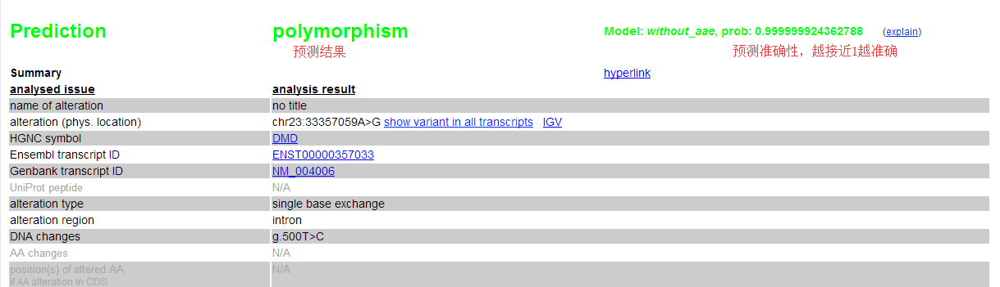 Prediction polymorphism Model: without_aae, prob: 0.999999924362788 (explain)
预测结果 预测准确性，越接近1越准确
Summary hyperlink
analysed issue analysis result
name of alteration no title
alteration (phys. location) chr23:33357059A>G show variant in all transcripts IGV
HGNC symbol DMD
Ensembl transcript ID ENST00000357033
Genbank transcript ID NM_004006
UniProt peptide N/A
alteration type single base exchange
alteration region intron
DNA changes g.500T>C
AA changes N/A
position(s) of altered AA N/A
if AA alteration in CDS